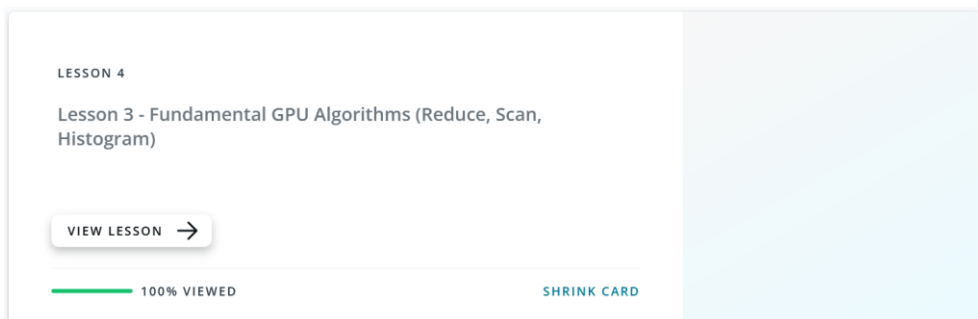 LESSON 4
Lesson 3 - Fundamental GPU Algorithms (Reduce, Scan,
Histogram)
VIEW LESSON
100% VIEWED
SHRINK CARD